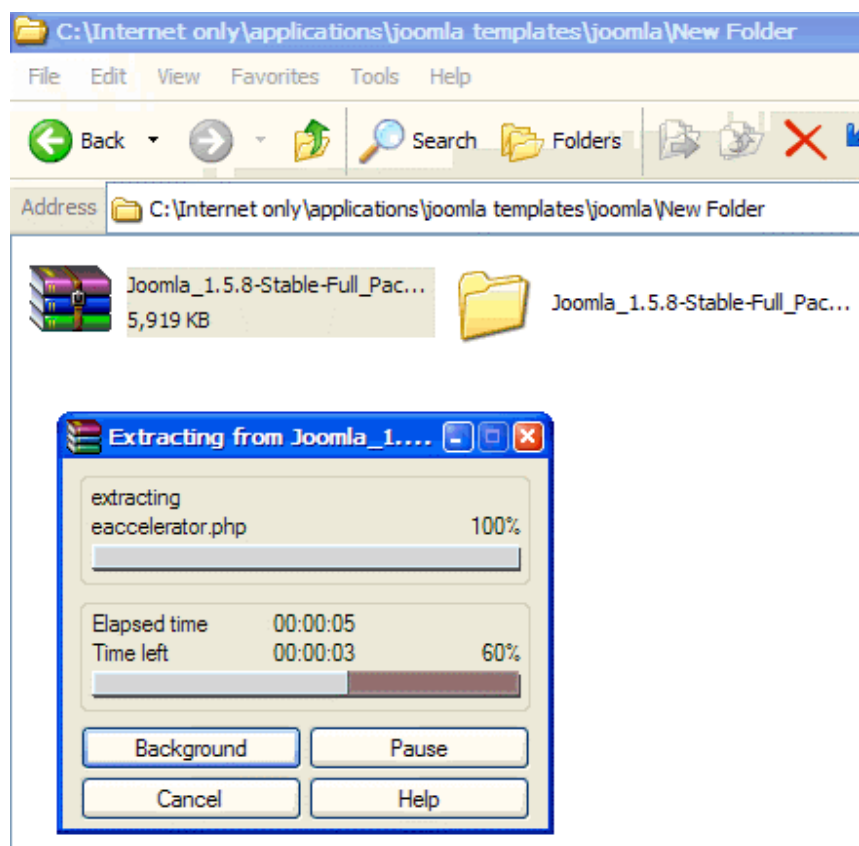 C:\Internet only\applications\joomla templates\joomla\New Folder
File Edit View Favorites Tools Help
Back Search Folders
Address C:\Internet only\applications\joomla templates\joomla\New Folder
Joomla_1.5.8-Stable-Full_Pac...
5,919 KB
Joomla_1.5.8-Stable-Full_Pac...
Extracting from Joomla_1....
extracting
eaccelerator.php 100%
Elapsed time 00:00:05
Time left 00:00:03 60%
Background Pause
Cancel Help